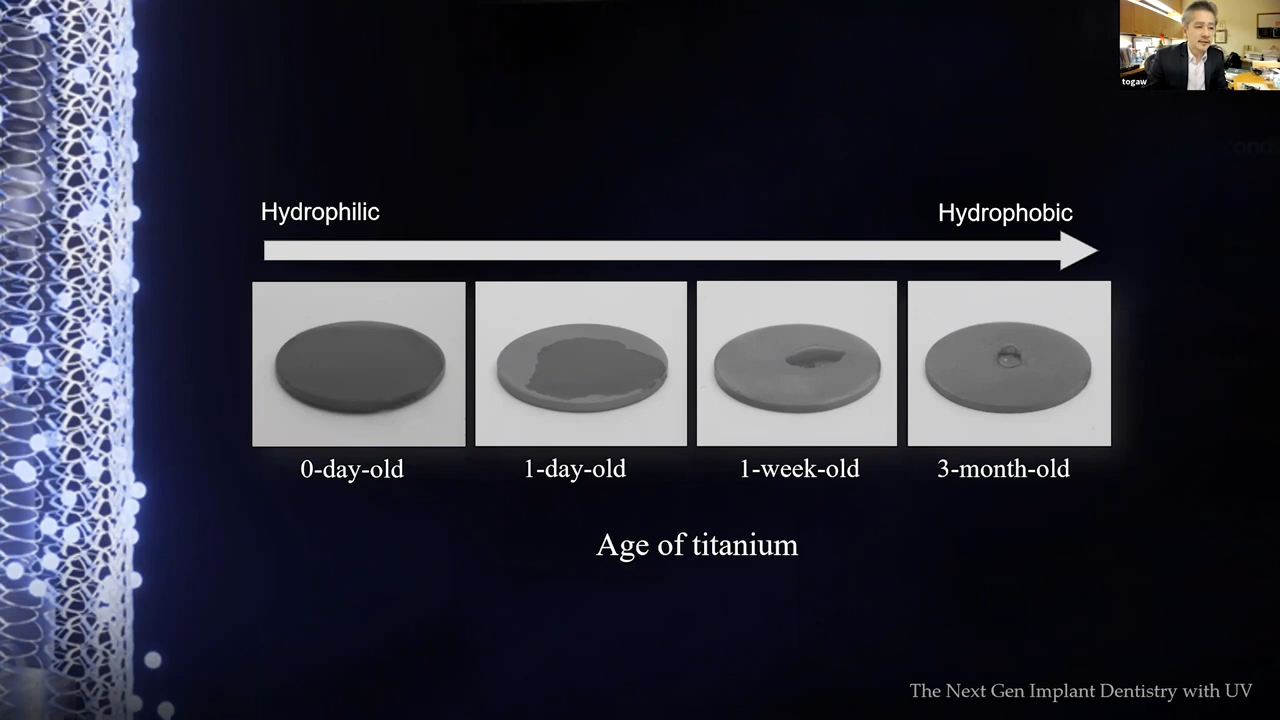 togaw
Hydrophilic
Hydrophobic
0-day-old
1-day-old
1-week-old
3-month-old
Age of titanium
The Next Gen Implant Dentistry with UV